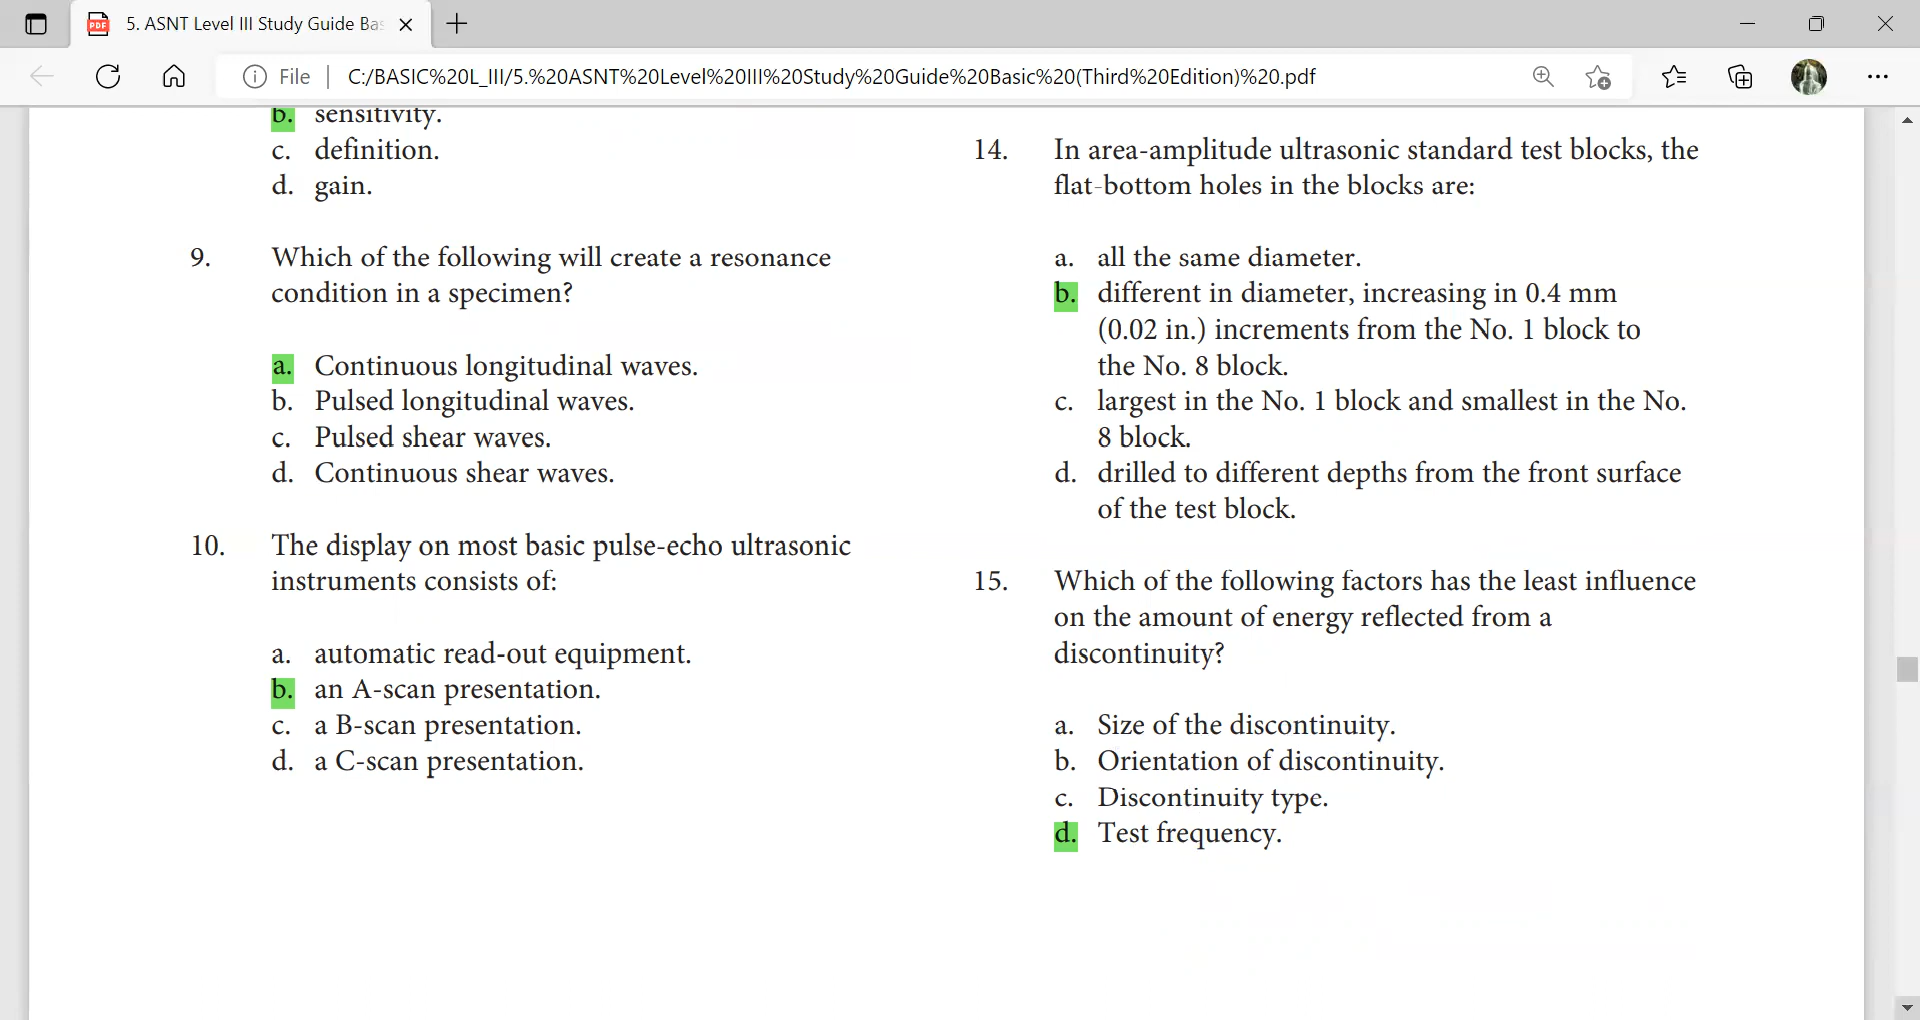 5. ASNT Level III Study Guide Ba
File
C:/BASIC%20L_III/5.%20ASNT%20Level%20III%20Study%20Guide%20Basic%20(Third%20Edition)%20.pdf
b. sensitivity.
c. definition.
d. gain.
9. Which of the following will create a resonance
condition in a specimen?
a. Continuous longitudinal waves.
b. Pulsed longitudinal waves.
c. Pulsed shear waves.
d. Continuous shear waves.
10. The display on most basic pulse-echo ultrasonic
instruments consists of:
a. automatic read-out equipment.
b. an A-scan presentation.
c. a B-scan presentation.
d. a C-scan presentation.
14. In area-amplitude ultrasonic standard test blocks, the
flat-bottom holes in the blocks are:
a. all the same diameter.
b. different in diameter, increasing in 0.4 mm
(0.02 in.) increments from the No. 1 block to
the No. 8 block.
c. largest in the No. 1 block and smallest in the No.
8 block.
d. drilled to different depths from the front surface
of the test block.
15. Which of the following factors has the least influence
on the amount of energy reflected from a
discontinuity?
a. Size of the discontinuity.
b. Orientation of discontinuity.
c. Discontinuity type.
d. Test frequency.